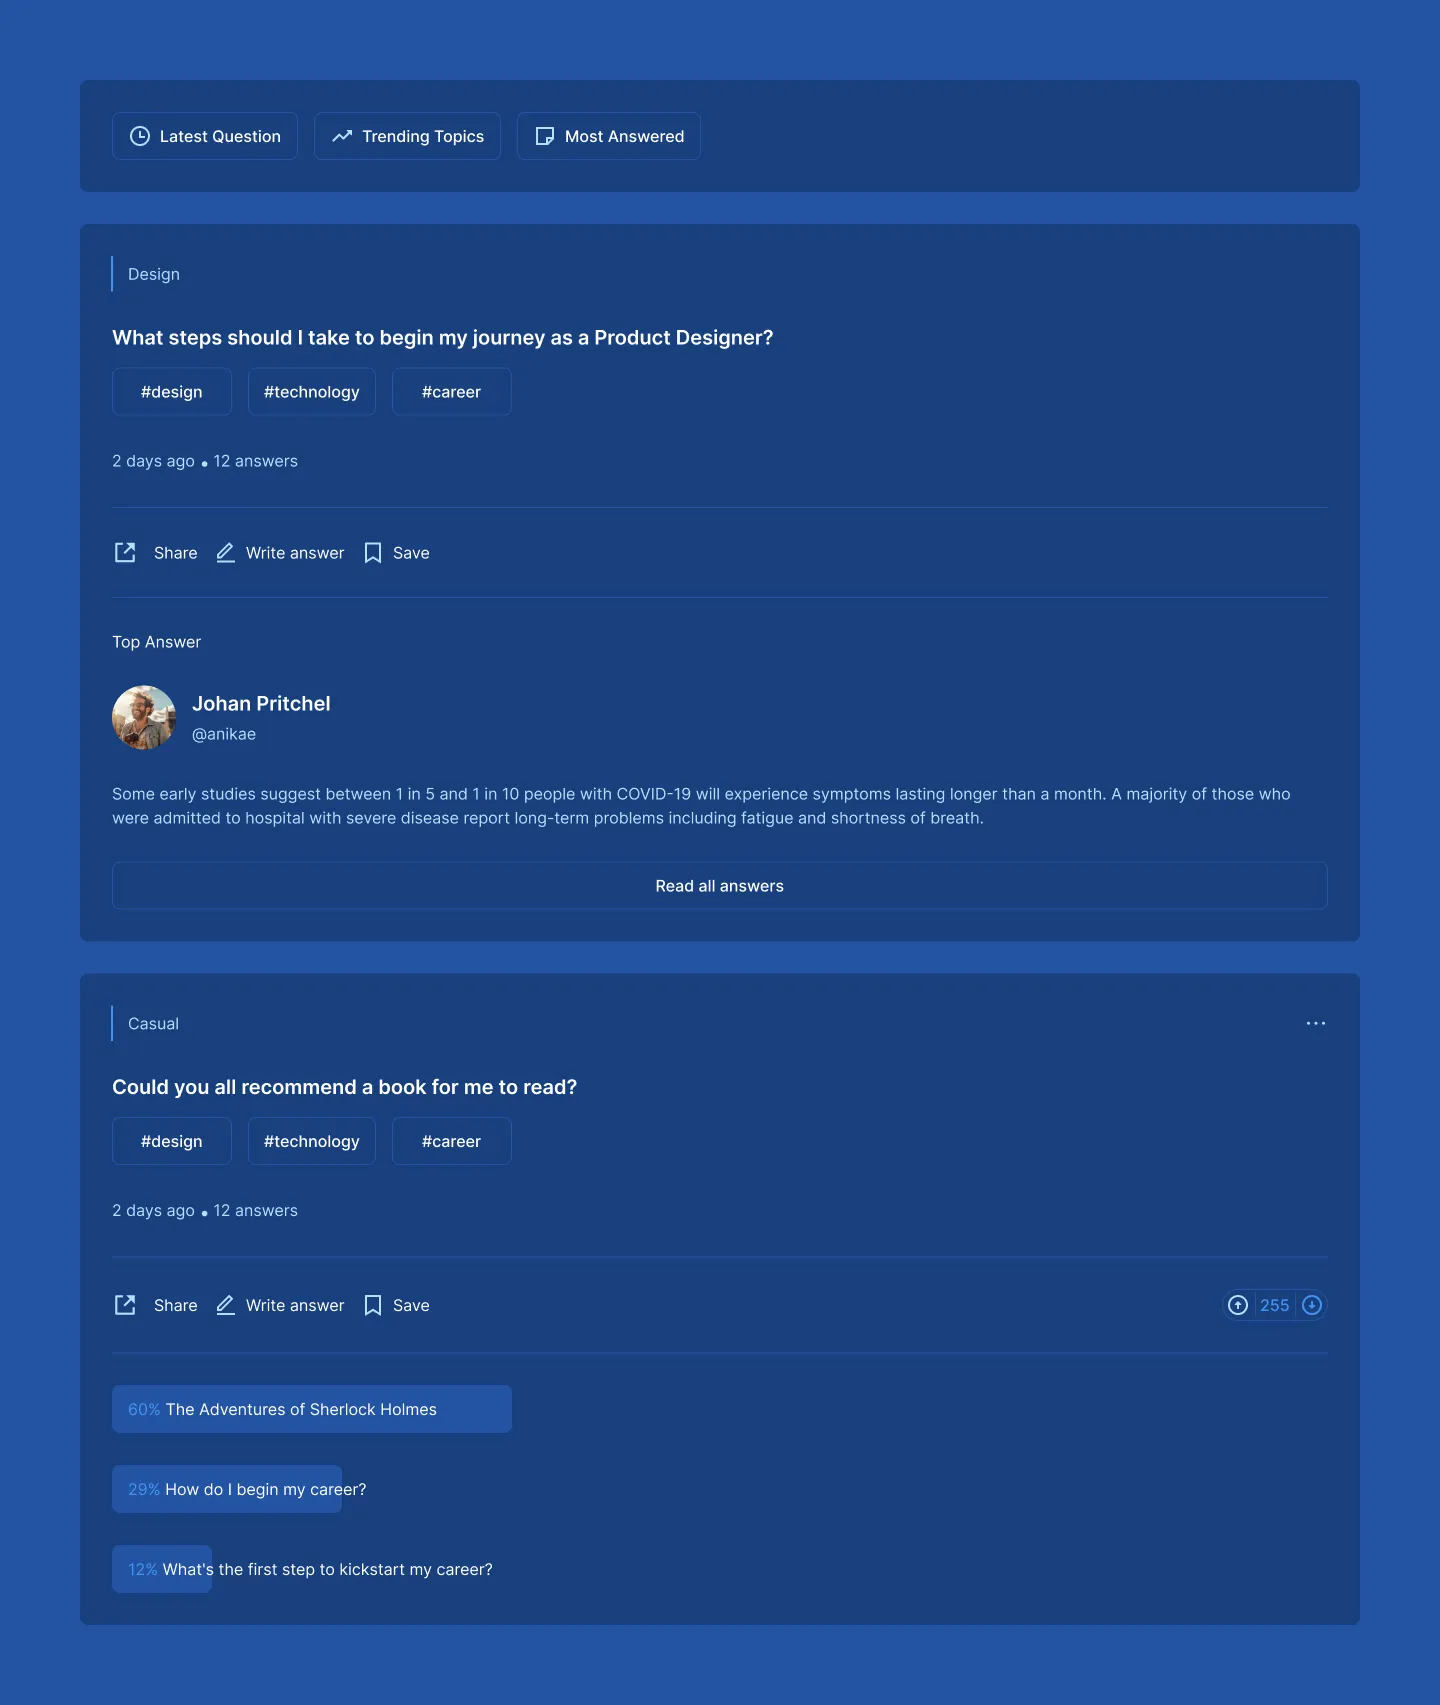 Latest Question Trending Topics Most Answered
Design
What steps should I take to begin my journey as a Product Designer?
#design #technology #career
2 days ago • 12 answers
Share Write answer Save
Top Answer
Johan Pritchel
@anikae
Some early studies suggest between 1 in 5 and 1 in 10 people with COVID-19 will experience symptoms lasting longer than a month. A majority of those who
were admitted to hospital with severe disease report long-term problems including fatigue and shortness of breath.
Read all answers
Casual
Could you all recommend a book for me to read?
#design #technology #career
2 days ago • 12 answers
Share Write answer Save 255
60% The Adventures of Sherlock Holmes
29% How do I begin my career?
12% What's the first step to kickstart my career?